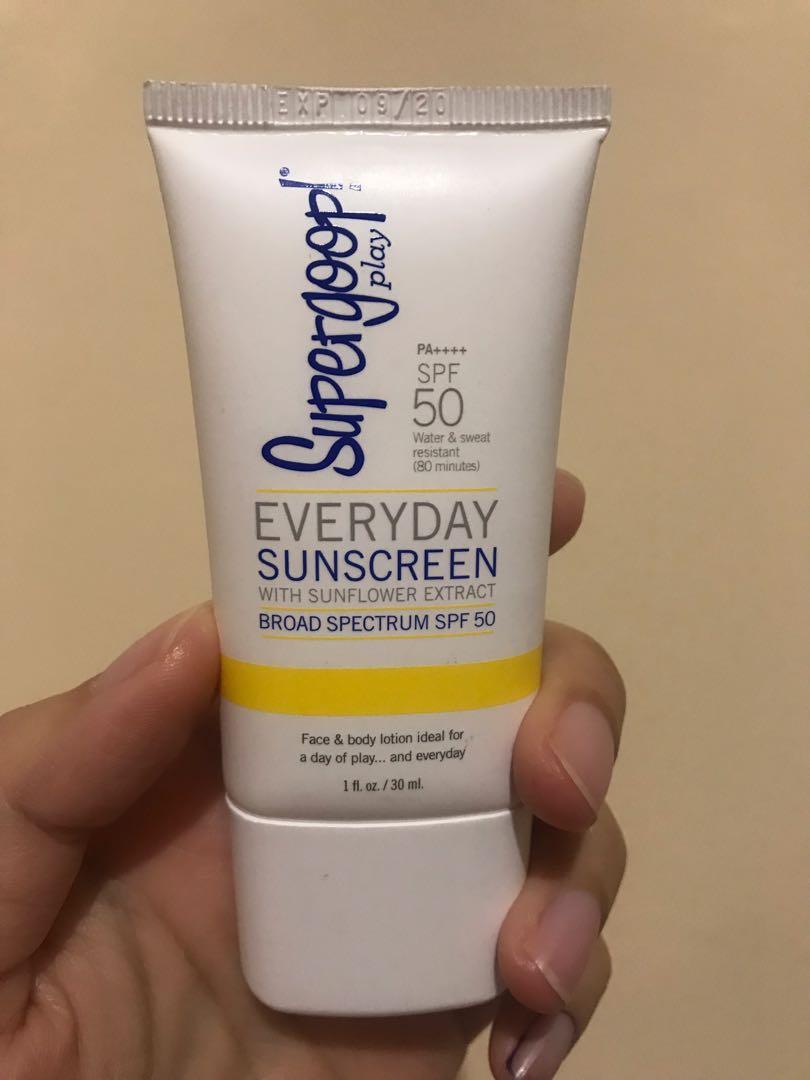 EXP 09/20
Supergoop!®
play
PA++++
SPF
50
Water & sweat
resistant
(80 minutes)
EVERYDAY
SUNSCREEN
WITH SUNFLOWER EXTRACT
BROAD SPECTRUM SPF 50
Face & body lotion ideal for
a day of play... and everyday
1 fl. oz. / 30 ml.